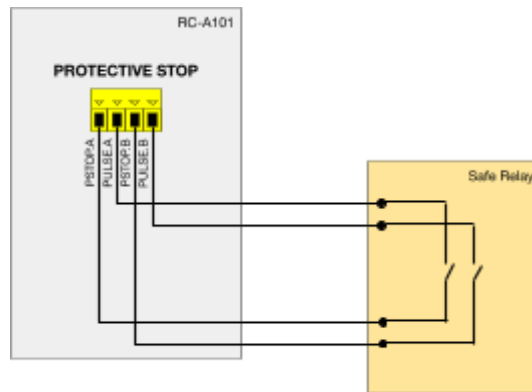 RC-A101
PROTECTIVE STOP
PSTOP.A
PULSE.A
PSTOP.B
PULSE.B
Safe Relay